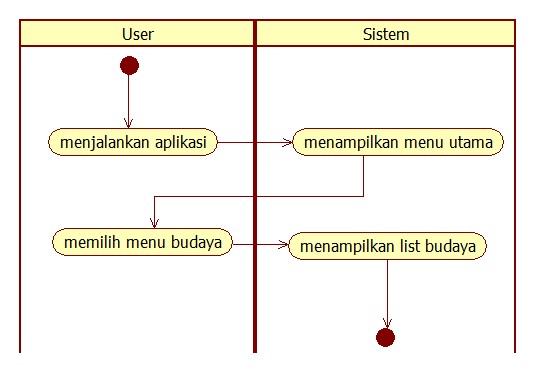 User
Sistem
menjalankan aplikasi
menampilkan menu utama
memilih menu budaya
menampilkan list budaya